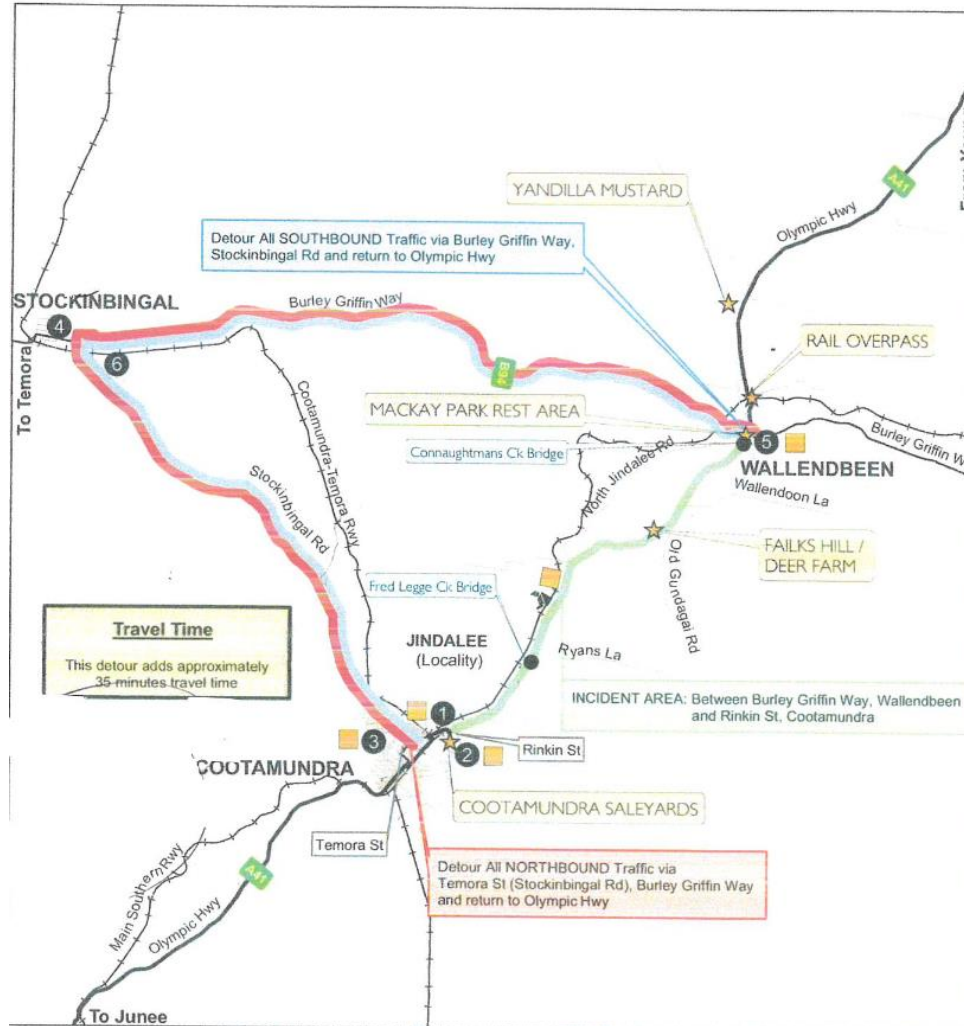 A41
YANDILLA MUSTARD
Olympic Hwy
Detour All SOUTHBOUND Traffic via Burley Griffin Way,
Stockinbingal Rd and return to Olympic Hwy
STOCKINBINGAL
Burley Griffin Way
4
6
To Temora
RAIL OVERPASS
B94
MACKAY PARK REST AREA
Connaughtmans Ck Bridge
5
Burley Griffin W
WALLENDBEEN
North Jindalee Rd
Wallendoon La
Cootamundra-Temora Rwy
Stockinbingal Rd
FAILKS HILL /
DEER FARM
Old Gundagai Rd
Fred Legge Ck Bridge
Travel Time
This detour adds approximately
35 minutes travel time
JINDALEE
(Locality)
Ryans La
INCIDENT AREA: Between Burley Griffin Way, Wallendbeen
and Rinkin St, Cootamundra
1
3
2
Rinkin St
COOTAMUNDRA
COOTAMUNDRA SALEYARDS
Temora St
Detour All NORTHBOUND Traffic via
Temora St (Stockinbingal Rd), Burley Griffin Way
and return to Olympic Hwy
Main Southern Rwy
A41
Olympic Hwy
To Junee